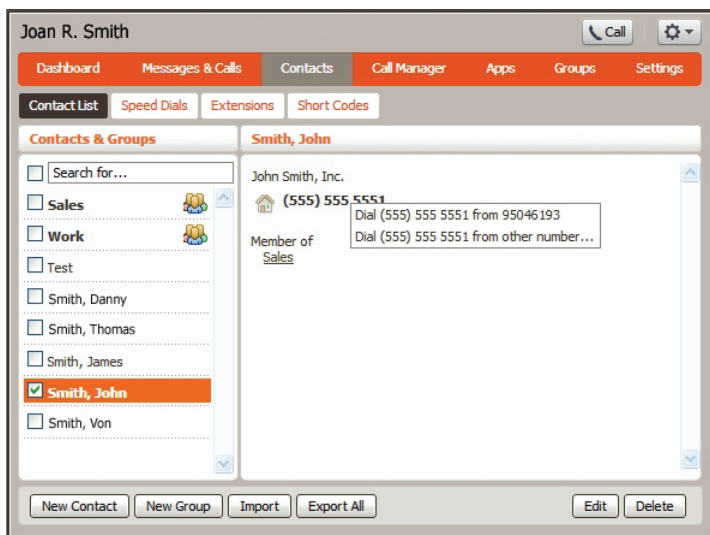 Joan R. Smith
Call
Dashboard Messages & Calls Contacts Call Manager Apps Groups Settings
Contact List Speed Dials Extensions Short Codes
Contacts & Groups
Search for...
Sales
Work
Test
Smith, Danny
Smith, Thomas
Smith, James
Smith, John
Smith, Von
Smith, John
John Smith, Inc.
(555) 555 5551
Dial (555) 555 5551 from 95046193
Dial (555) 555 5551 from other number...
Member of
Sales
New Contact New Group Import Export All Edit Delete